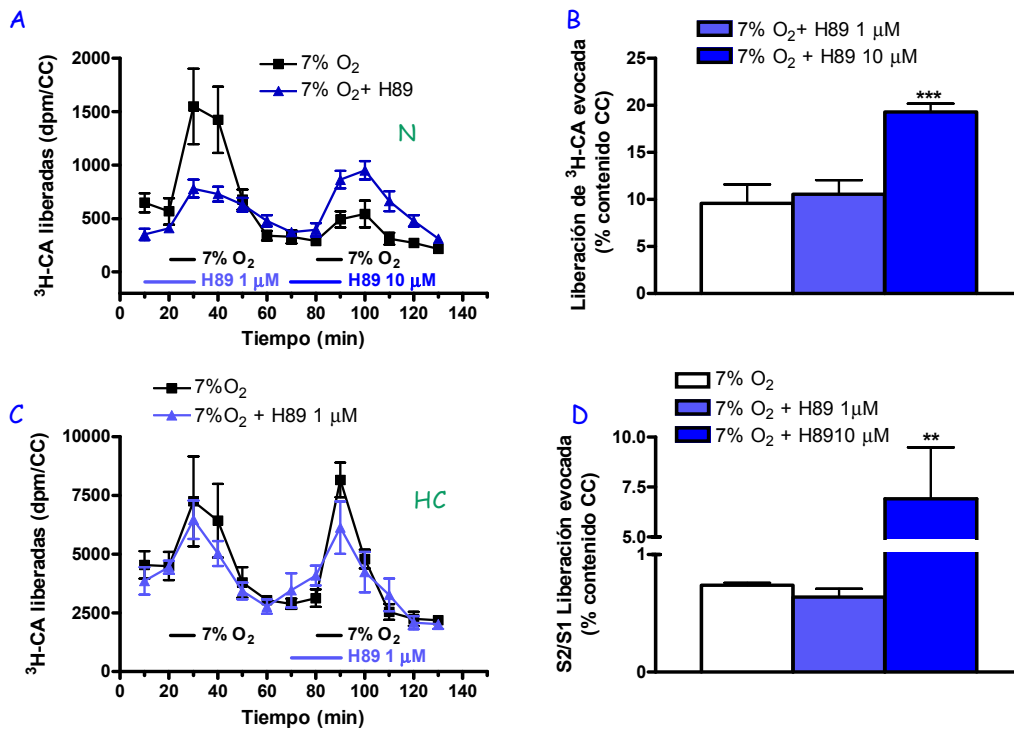 A
7% O₂
7% O₂+ H89
N
³H-CA liberadas (dpm/CC)
2000
1500
1000
500
0
7% O₂
7% O₂
H89 1 µM
H89 10 µM
0 20 40 60 80 100 120 140
Tiempo (min)
B
7% O₂+ H89 1 µM
7% O₂ + H89 10 µM
Liberación de ³H-CA evocada
(% contenido CC)
25
20
15
10
5
0
***
C
7%O₂
7%O₂ + H89 1 µM
HC
³H-CA liberadas (dpm/CC)
10000
7500
5000
2500
0
7% O₂
7% O₂
H89 1 µM
0 20 40 60 80 100 120 140
Tiempo (min)
D
7% O₂
7% O₂ + H89 1µM
7% O₂ + H8910 µM
S2/S1 Liberación evocada
(% contenido CC)
10.0
7.5
5.0
1
0
**